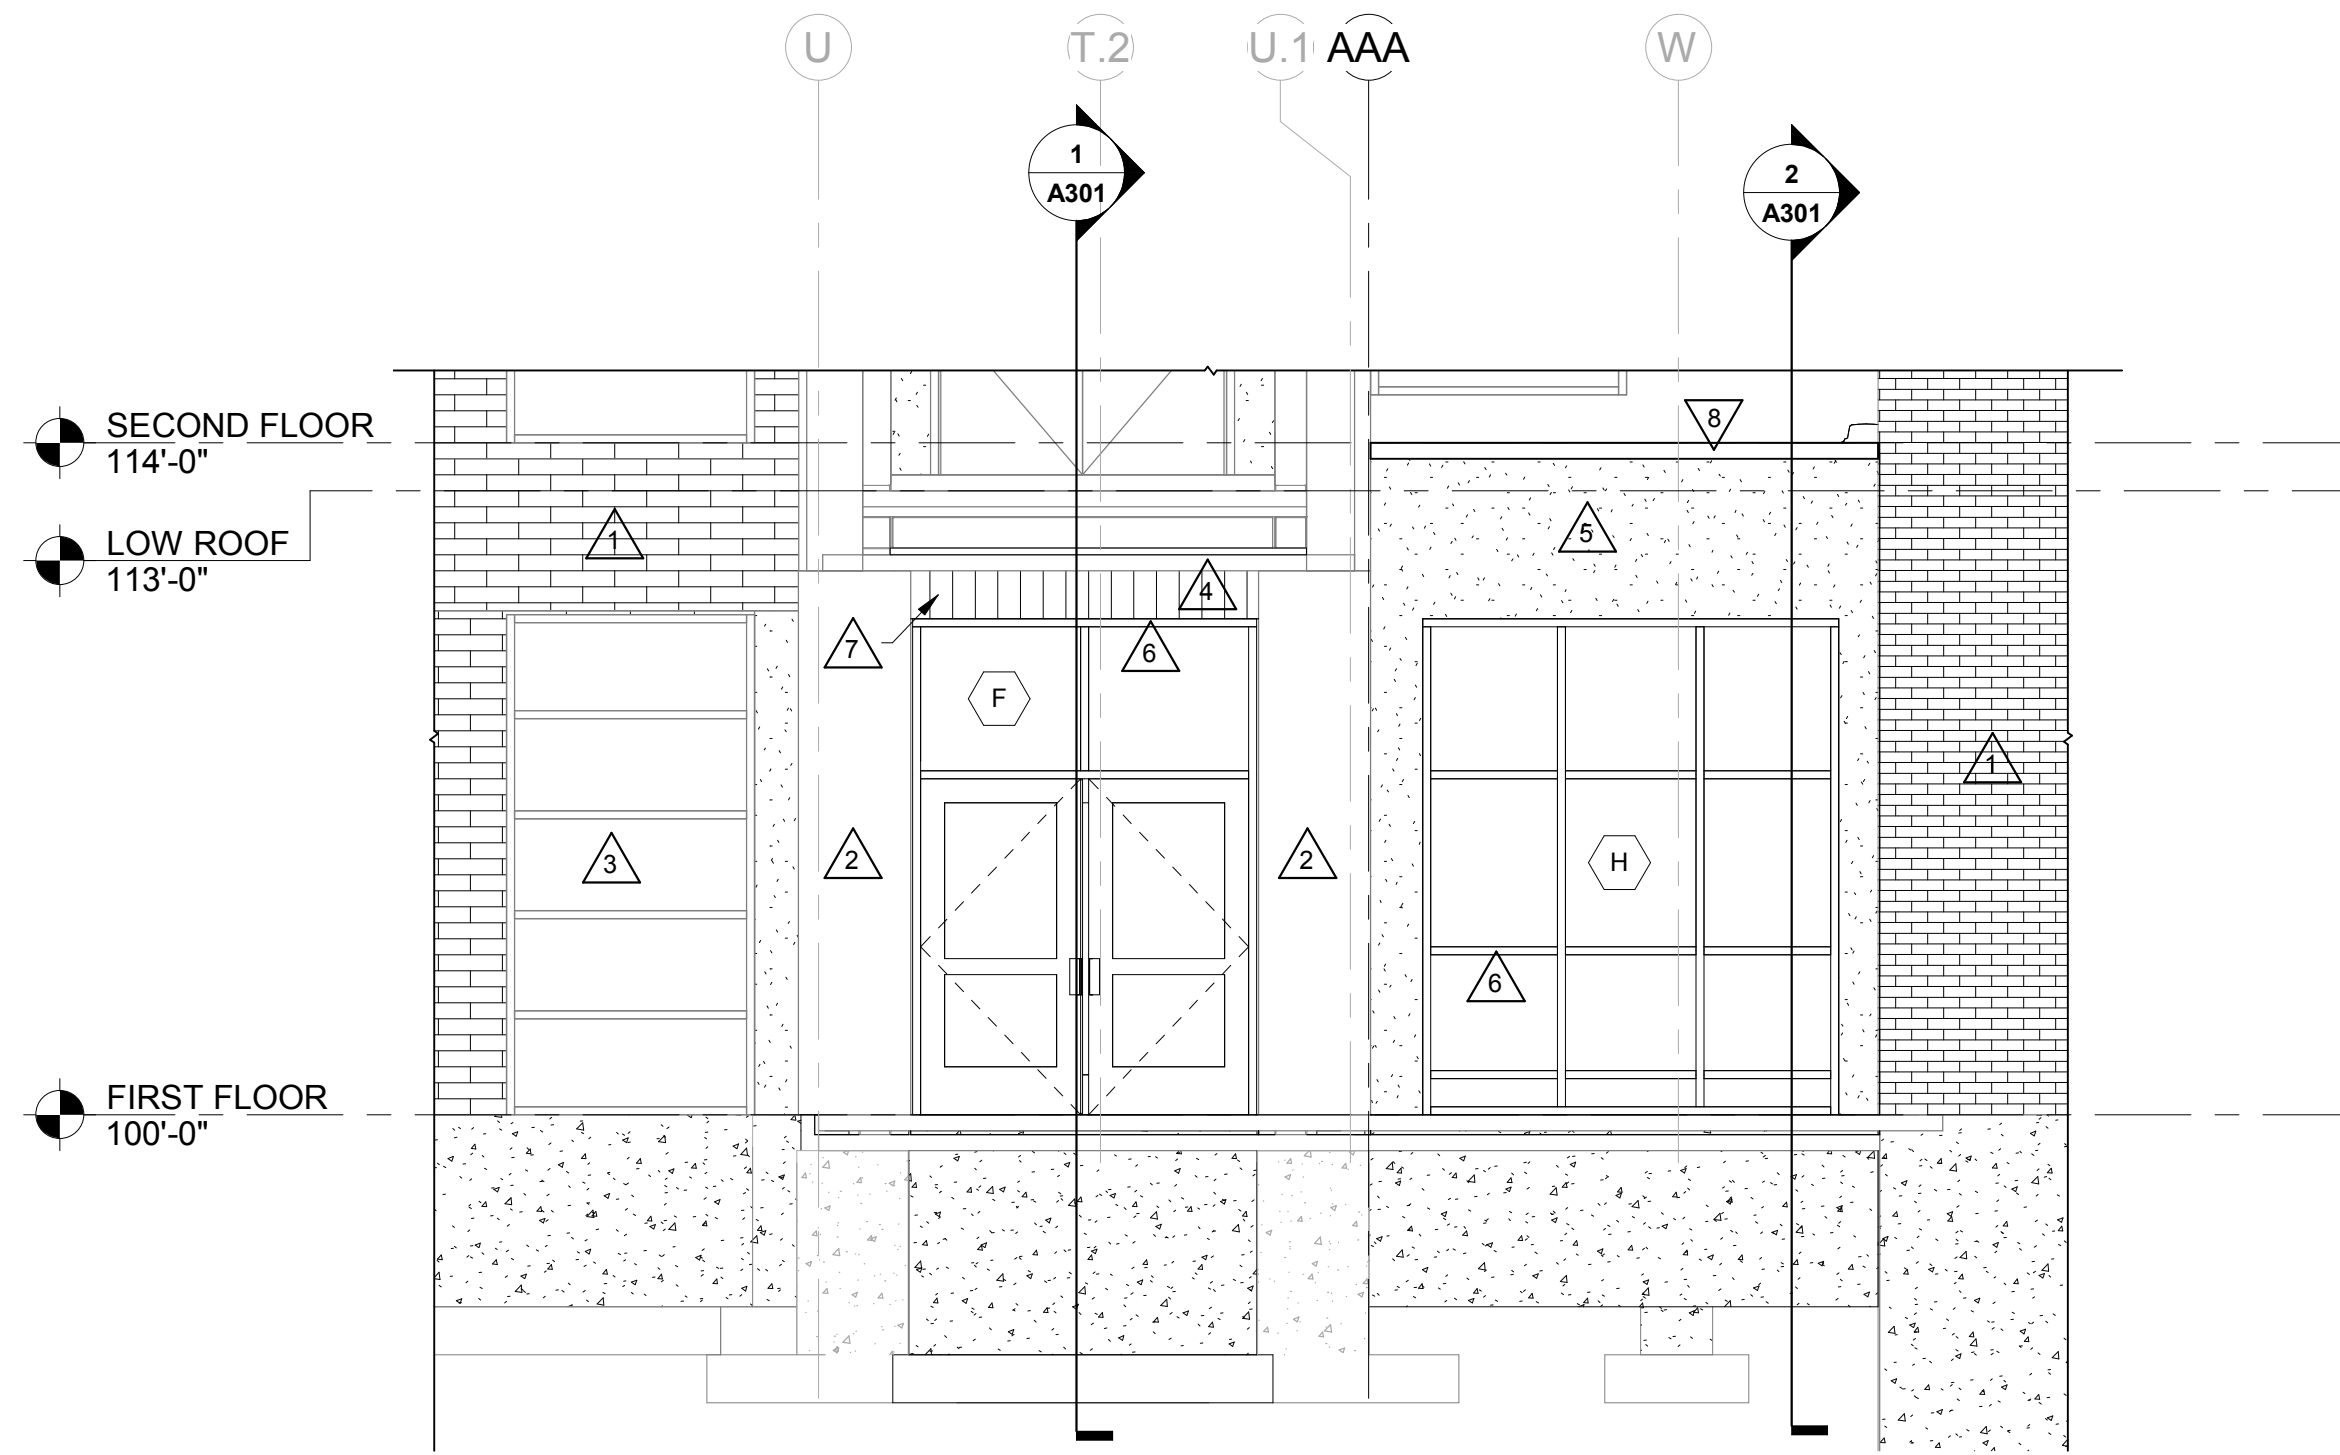 U
T.2
U.1
AAA
W
1
A301
2
A301
SECOND FLOOR
114'-0"
8
LOW ROOF
113'-0"
1
5
4
7
6
F
1
3
2
2
H
6
FIRST FLOOR
100'-0"